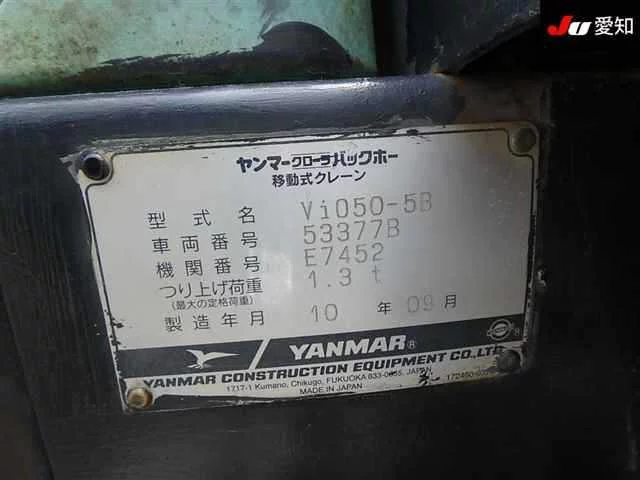 JU 愛知
ヤンマークローラバックホー
移動式クレーン
型式名 Vi050-5B
車両番号 53377B
機関番号 E7452
つり上げ荷重 1.3 t
(最大の定格荷重)
製造年月 10 年 09 月
YANMAR®
YANMAR CONSTRUCTION EQUIPMENT CO.,LTD.
1717-1 Kumano, Chikugo, FUKUOKA 833-0055, JAPAN
MADE IN JAPAN